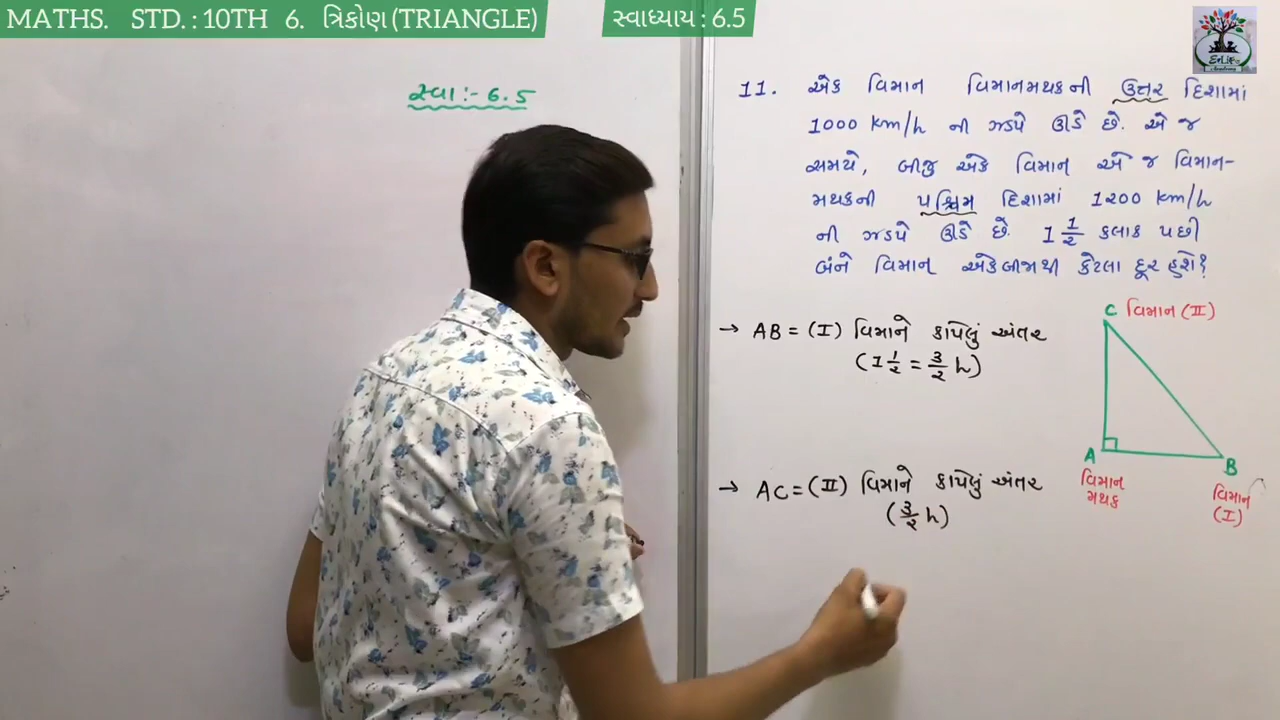 MATHS. STD. : 10TH 6. ત્રિકોણ (TRIANGLE)
સ્વાધ્યાય : 6.5
સ્વા :- 6.5
11. એક વિમાન વિમાનમથકની ઉત્તર દિશામાં
1000 km/h ની ઝડપે ઊડે છે. એ જ
સમયે, બીજુ એક વિમાન એ જ વિમાન-
મથકની પશ્ચિમ દિશામાં 1200 km/h
ની ઝડપે ઊડે છે. 1 1/2 કલાક પછી
બંને વિમાન એકબીજાથી કેટલા દૂર હશે?
→ AB = (I) વિમાને કાપેલું અંતર
(1 1/2 = 3/2 h)
→ AC = (II) વિમાને કાપેલું અંતર
(3/2 h)
C વિમાન (II)
A
B
વિમાન
મથક
વિમાન
(I)